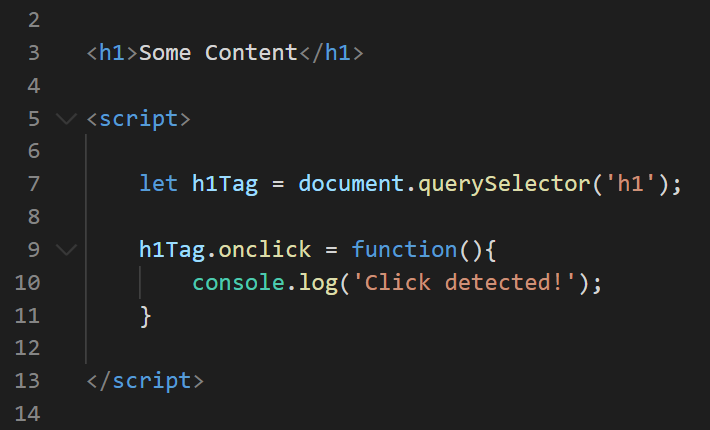 2
3 <h1>Some Content</h1>
4
5 <script>
6
7 let h1Tag = document.querySelector('h1');
8
9 h1Tag.onclick = function(){
10 console.log('Click detected!');
11 }
12
13 </script>
14